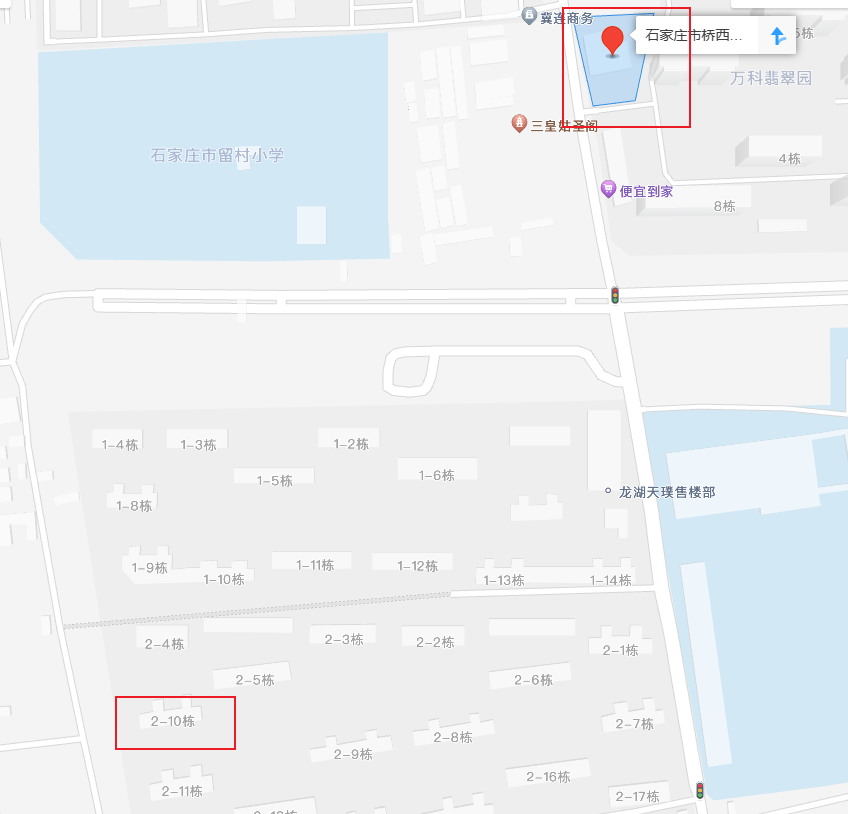 冀连商务
石家庄市桥西...
5栋
万科翡翠园
三皇姑圣阁
石家庄市留村小学
4栋
便宜到家
8栋
1-4栋
1-3栋
1-2栋
1-5栋
1-6栋
龙湖天璞售楼部
1-8栋
1-9栋
1-10栋
1-11栋
1-12栋
1-13栋
1-14栋
2-4栋
2-3栋
2-2栋
2-1栋
2-5栋
2-6栋
2-10栋
2-7栋
2-8栋
2-9栋
2-16栋
2-11栋
2-17栋